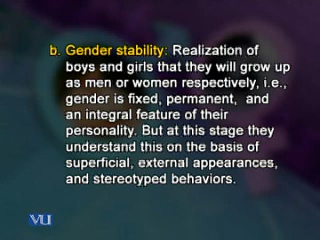 b. Gender stability: Realization of
boys and girls that they will grow up
as men or women respectively, i.e.,
gender is fixed, permanent, and
an integral feature of their
personality. But at this stage they
understand this on the basis of
superficial, external appearances,
and stereotyped behaviors.
VU